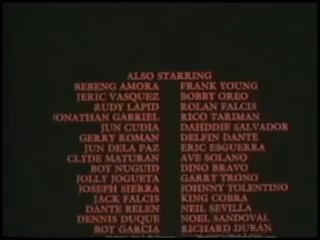 ALSO STARRING
BEBENG AMORA FRANK YOUNG
JERIC VASQUEZ BOBBY OREO
RUDY LAPID ROLAN FALCIS
JONATHAN GABRIEL RICO TARIMAN
JUN CUDIA DAHDDIE SALVADOR
GERRY ROMAN DELFIN DANTE
JUN DELA PAZ ERIC ESGUERRA
CLYDE MATURAN AVE SOLANO
BOY NUGUID DINO BRAVO
JOLLY JOGUETA GARRY TRONO
JOSEPH SIERRA JOHNNY TOLENTINO
JACK FALCIS KING COBRA
DANTE BELEN NEIL SEVILLA
DENNIS DUQUE NOEL SANDOVAL
BOY GARCIA RICHARD DURAN